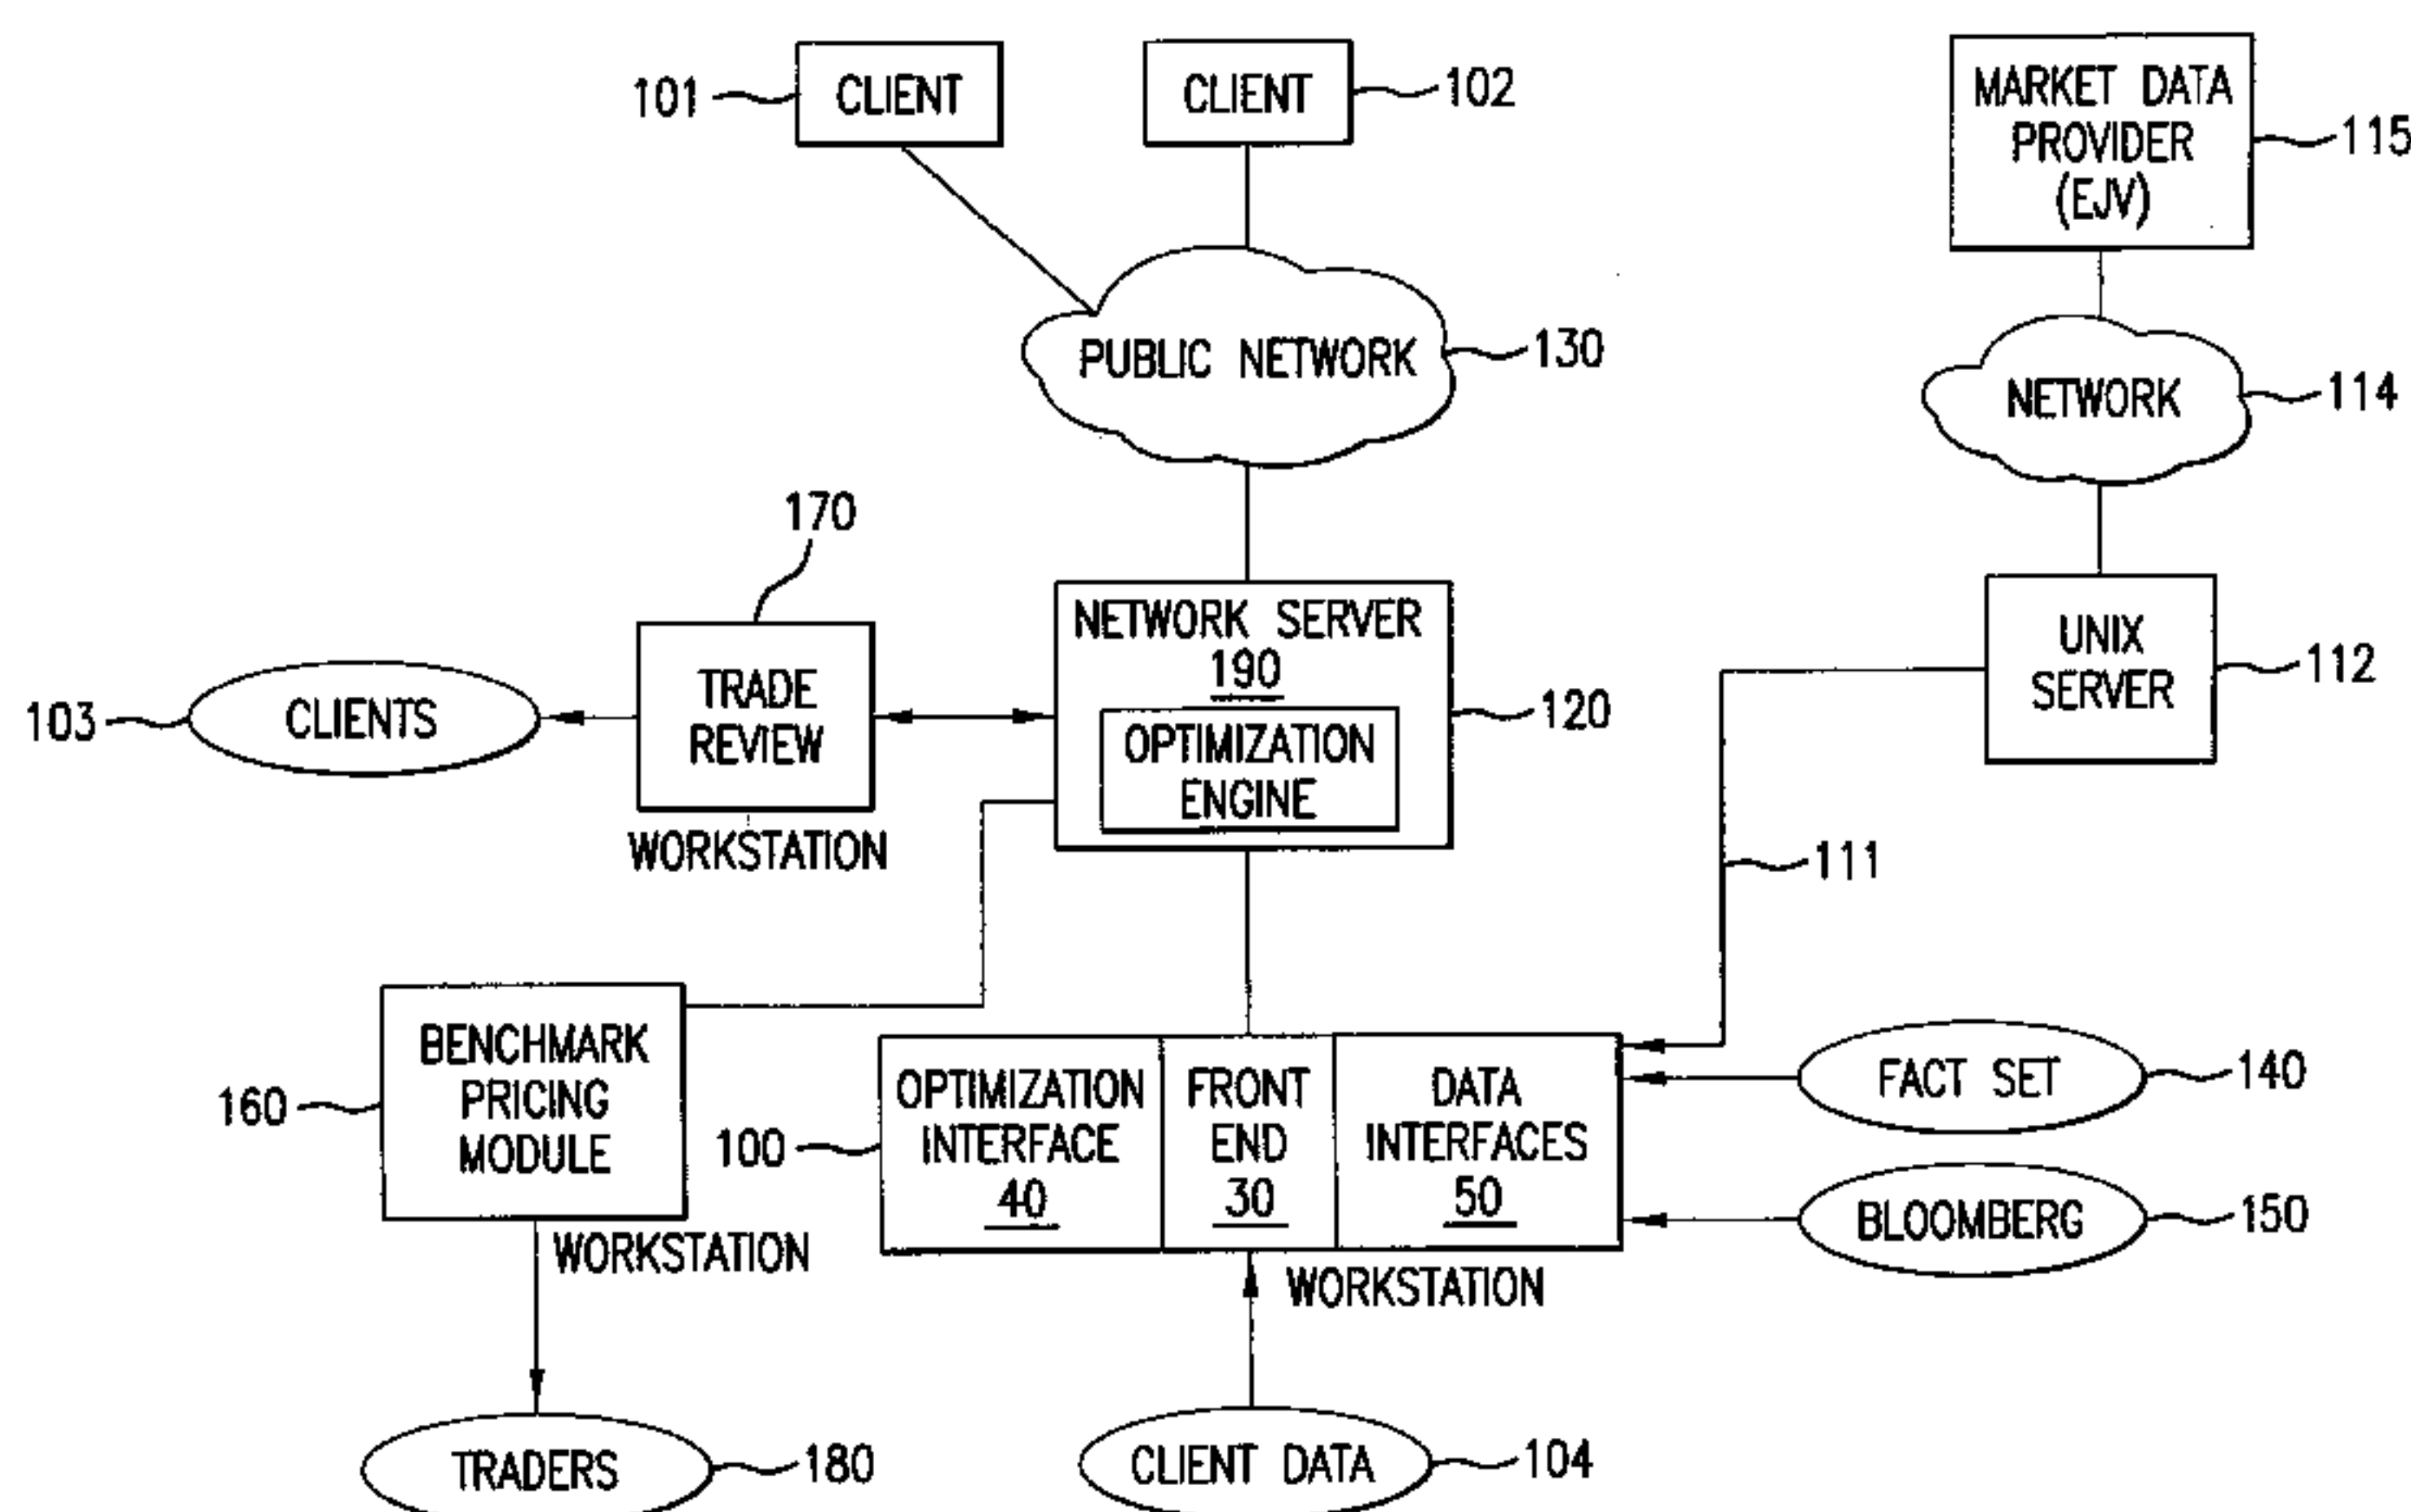 101
CLIENT
CLIENT
102
MARKET DATA
PROVIDER
(EJV)
115
PUBLIC NETWORK
130
NETWORK
114
170
NETWORK SERVER
190
OPTIMIZATION
ENGINE
120
UNIX
SERVER
112
103
CLIENTS
TRADE
REVIEW
WORKSTATION
111
160
BENCHMARK
PRICING
MODULE
WORKSTATION
100
OPTIMIZATION
INTERFACE
40
FRONT
END
30
DATA
INTERFACES
50
WORKSTATION
FACT SET
140
BLOOMBERG
150
TRADERS
180
CLIENT DATA
104